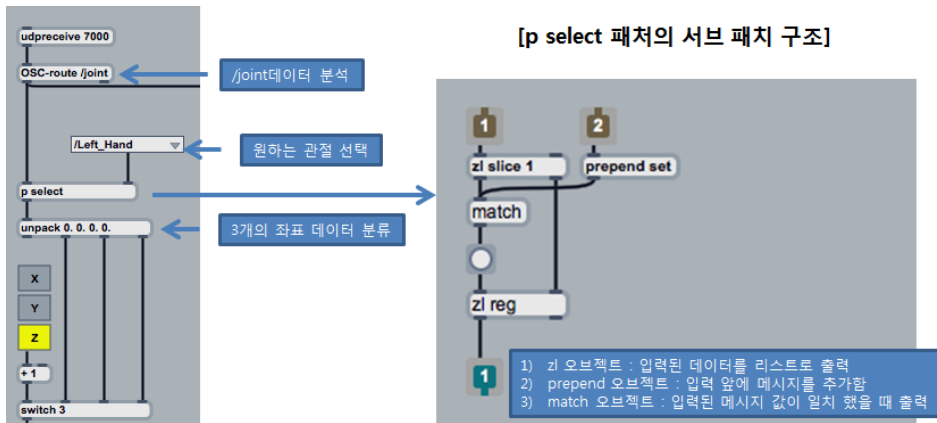 udpreceive 7000
OSC-route /joint
/joint데이터 분석
/Left_Hand
원하는 관절 선택
p select
unpack 0. 0. 0. 0.
3개의 좌표 데이터 분류
X
Y
Z
+ 1
switch 3
[p select 패처의 서브 패치 구조]
1
2
zl slice 1
prepend set
match
zl reg
1
1) zl 오브젝트 : 입력된 데이터를 리스트로 출력
2) prepend 오브젝트 : 입력 앞에 메시지를 추가함
3) match 오브젝트 : 입력된 메시지 값이 일치 했을 때 출력